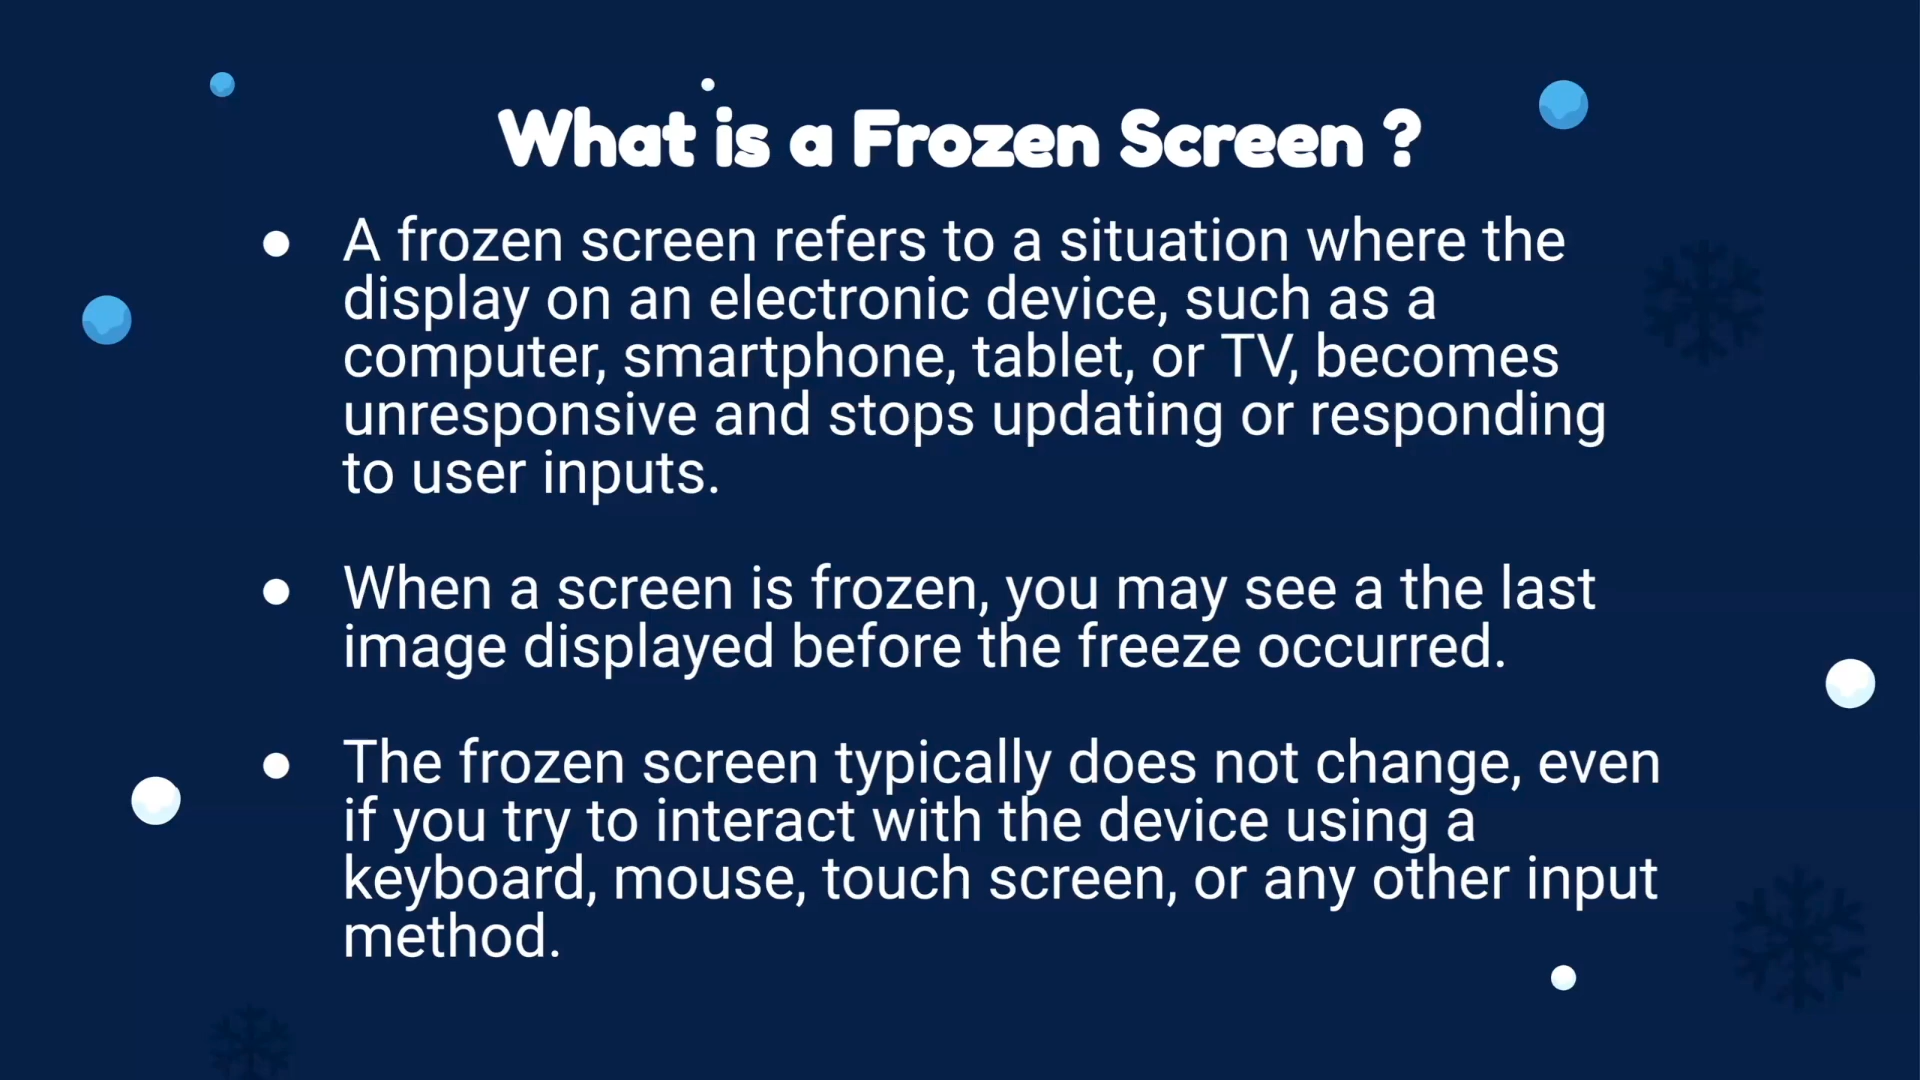 What is a Frozen Screen ?
● A frozen screen refers to a situation where the
display on an electronic device, such as a
computer, smartphone, tablet, or TV, becomes
unresponsive and stops updating or responding
to user inputs.
● When a screen is frozen, you may see a the last
image displayed before the freeze occurred.
● The frozen screen typically does not change, even
if you try to interact with the device using a
keyboard, mouse, touch screen, or any other input
method.